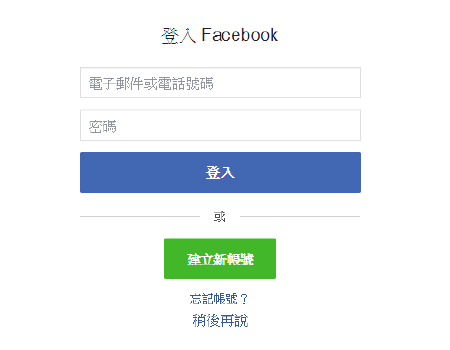 登入 Facebook
電子郵件或電話號碼
密碼
登入
或
建立新帳號
忘記帳號？
稍後再說